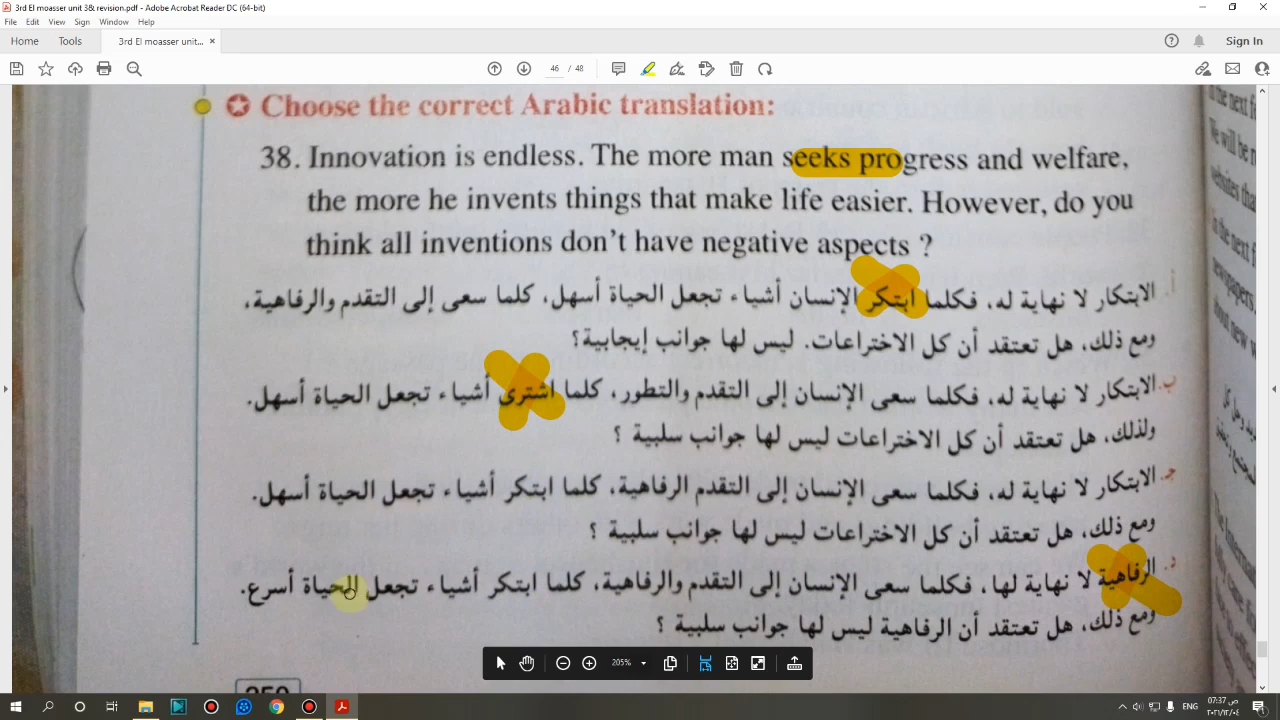 3rd El moasser unit 3& revision.pdf - Adobe Acrobat Reader DC (64-bit)
File Edit View Sign Window Help
Home Tools 3rd El moasser unit... × Sign In
46 / 48
Choose the correct Arabic translation:
38. Innovation is endless. The more man seeks progress and welfare,
the more he invents things that make life easier. However, do you
think all inventions don't have negative aspects ?
أ. الابتكار لا نهاية له، فكلما ابتكر الإنسان أشياء تجعل الحياة أسهل، كلما سعى إلى التقدم والرفاهية،
ومع ذلك، هل تعتقد أن كل الاختراعات. ليس لها جوانب إيجابية؟
ب. الابتكار لا نهاية له، فكلما سعى الإنسان إلى التقدم والتطور، كلما اشترى أشياء تجعل الحياة أسهل.
ولذلك، هل تعتقد أن كل الاختراعات ليس لها جوانب سلبية ؟
جـ. الابتكار لا نهاية له، فكلما سعى الإنسان إلى التقدم الرفاهية، كلما ابتكر أشياء تجعل الحياة أسهل.
ومع ذلك، هل تعتقد أن كل الاختراعات ليس لها جوانب سلبية ؟
د. الرفاهية لا نهاية لها، فكلما سعى الإنسان إلى التقدم والرفاهية، كلما ابتكر أشياء تجعل الحياة أسرع.
ومع ذلك، هل تعتقد أن الرفاهية ليس لها جوانب سلبية ؟
205%
ENG
07:37 ص
٢٠٢١/١٢/٠٤